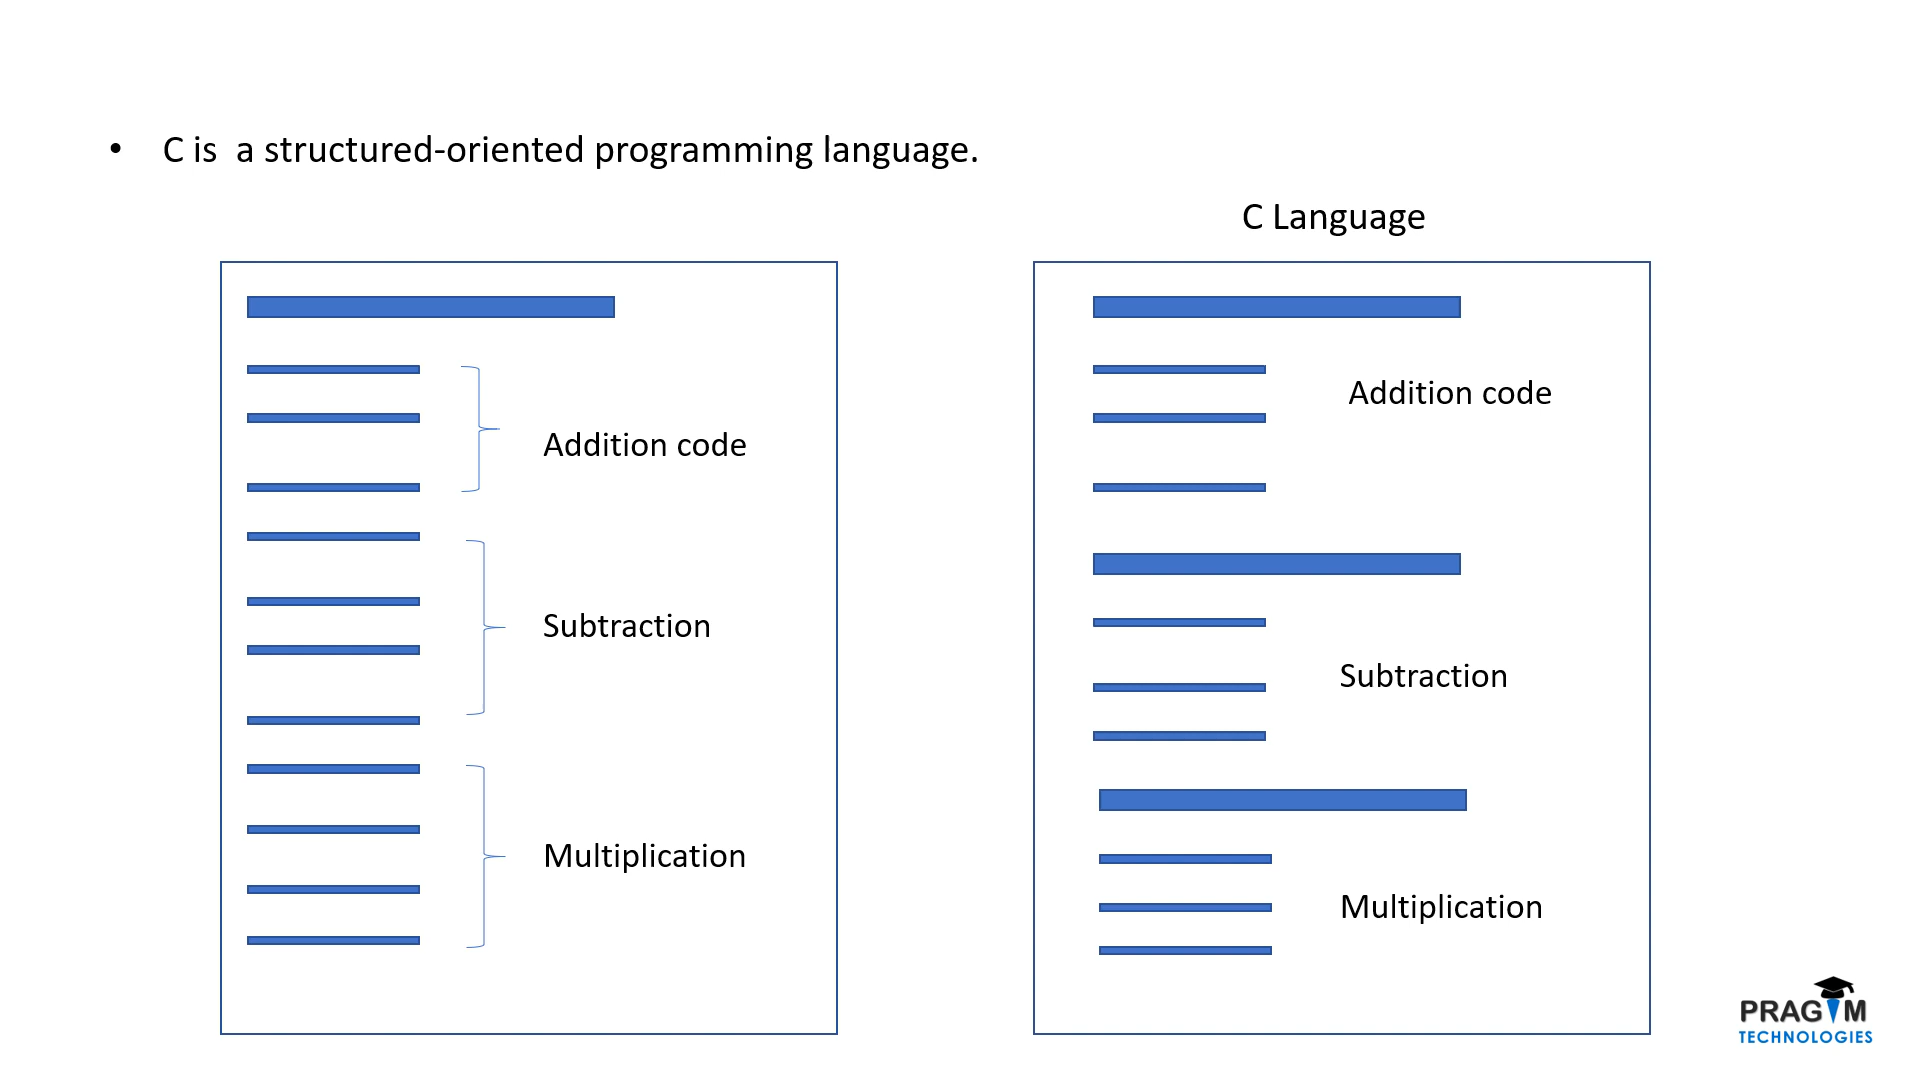 • C is  a structured-oriented programming language.
C Language
Addition code
Subtraction
Multiplication
Addition code
Subtraction
Multiplication
PRAGIM
TECHNOLOGIES